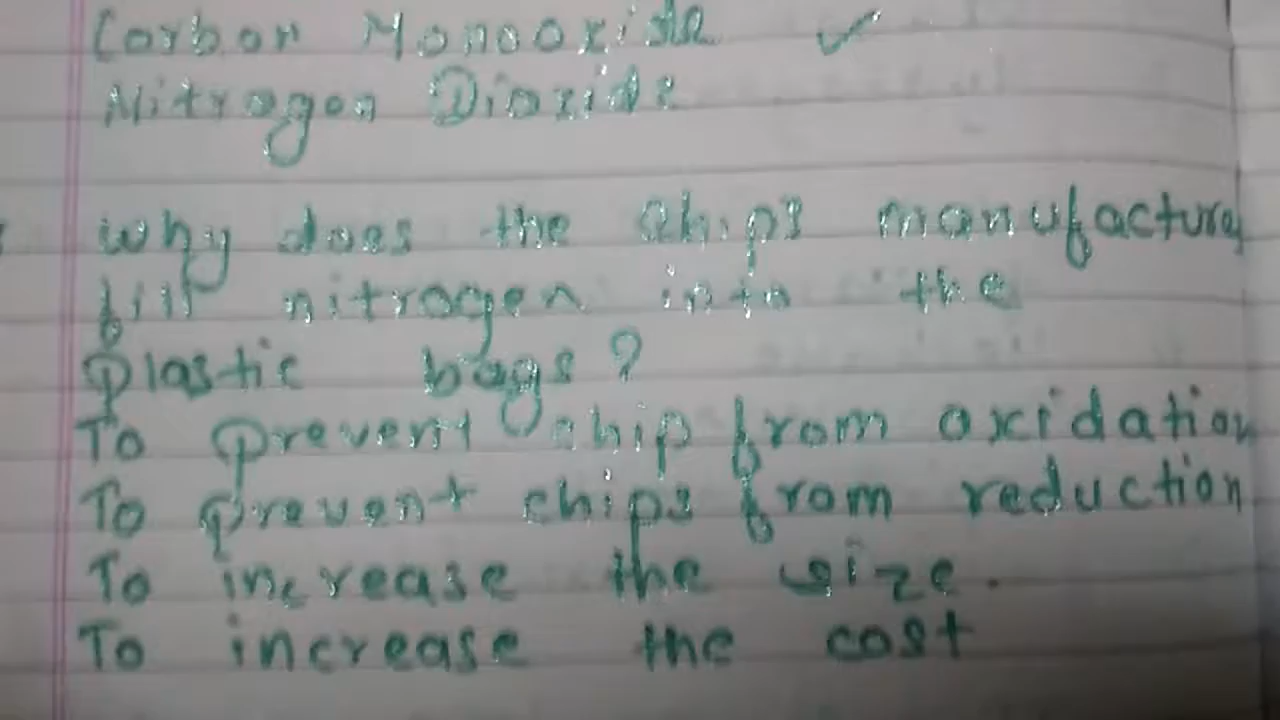 Carbon Monooxide ✓
Nitrogen Dioxide
Why does the chips manufacture
fill nitrogen into the
Plastic bags?
To prevent chip from oxidation
To prevent chips from reduction
To increase the size.
To increase the cost